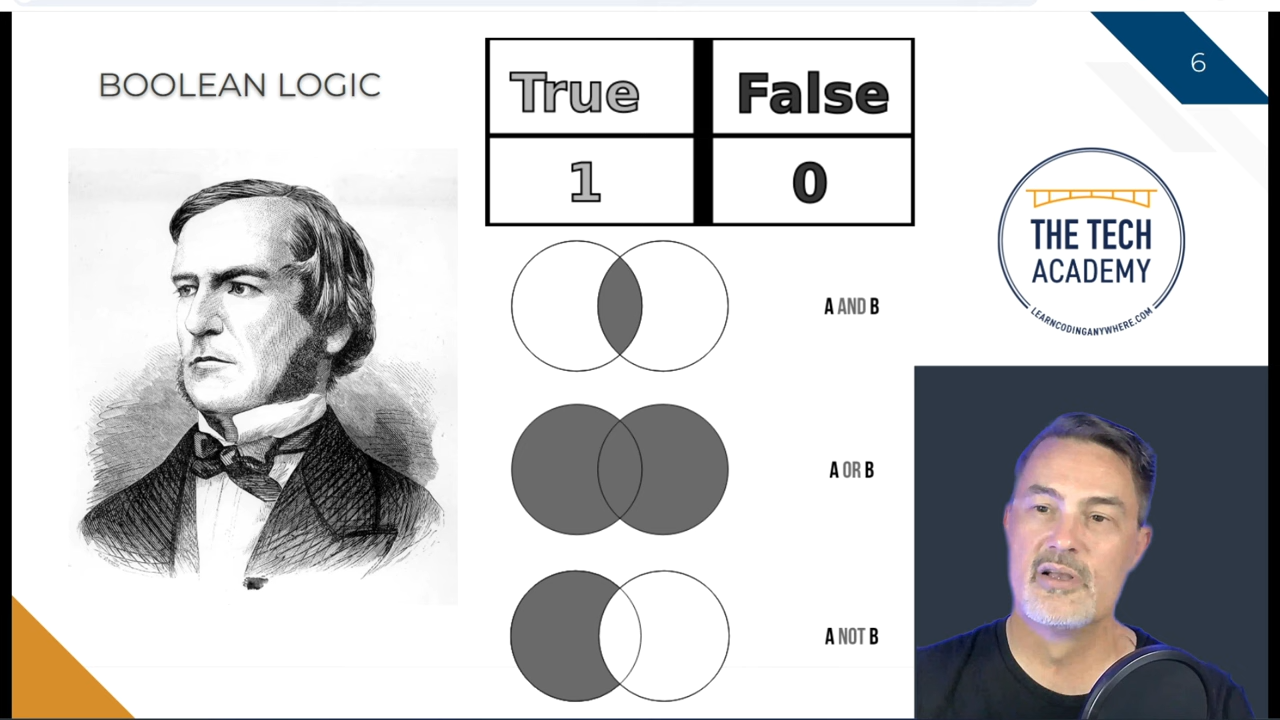 BOOLEAN LOGIC
True False
1 0
A AND B
A OR B
A NOT B
6
THE TECH
ACADEMY
LEARNCODINGANYWHERE.COM